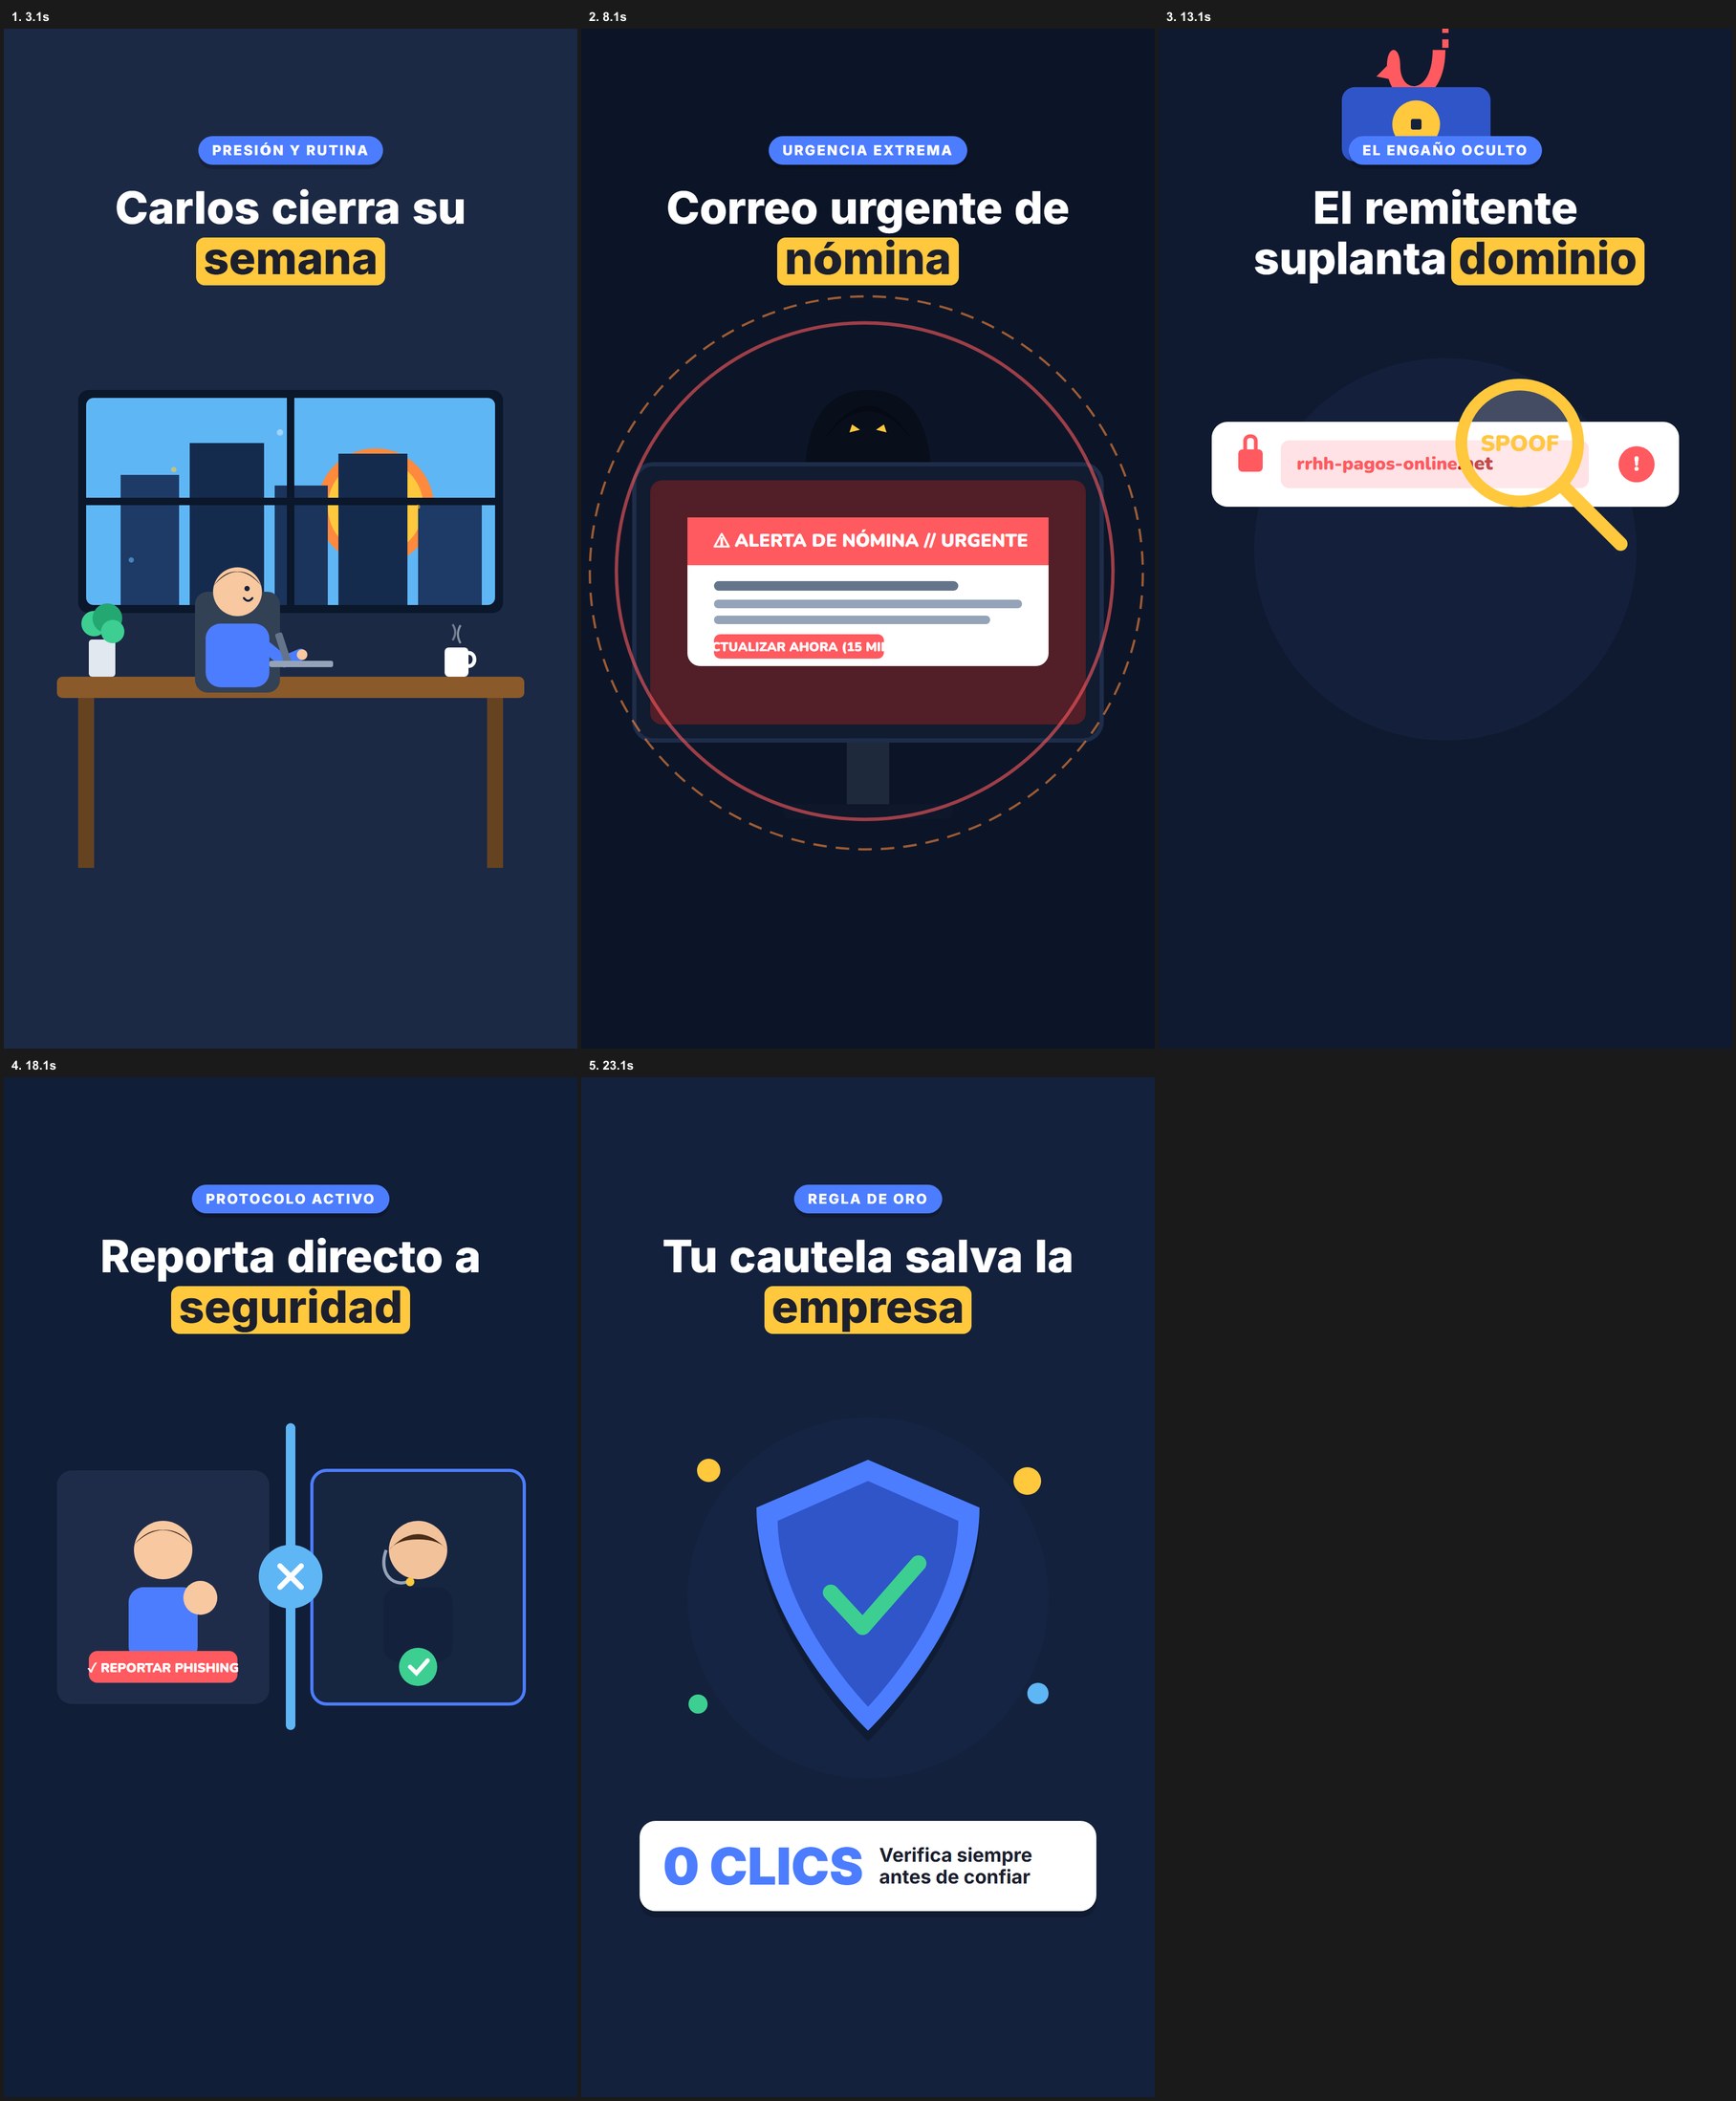 1. 3.1s
PRESIÓN Y RUTINA
Carlos cierra su
semana
2. 8.1s
URGENCIA EXTREMA
Correo urgente de
nómina
⚠ ALERTA DE NÓMINA // URGENTE
CTUALIZAR AHORA (15 MI
3. 13.1s
EL ENGAÑO OCULTO
El remitente
suplanta dominio
SPOOF
rrhh-pagos-online.net
!
4. 18.1s
PROTOCOLO ACTIVO
Reporta directo a
seguridad
✓ REPORTAR PHISHING
5. 23.1s
REGLA DE ORO
Tu cautela salva la
empresa
0 CLICS
Verifica siempre
antes de confiar